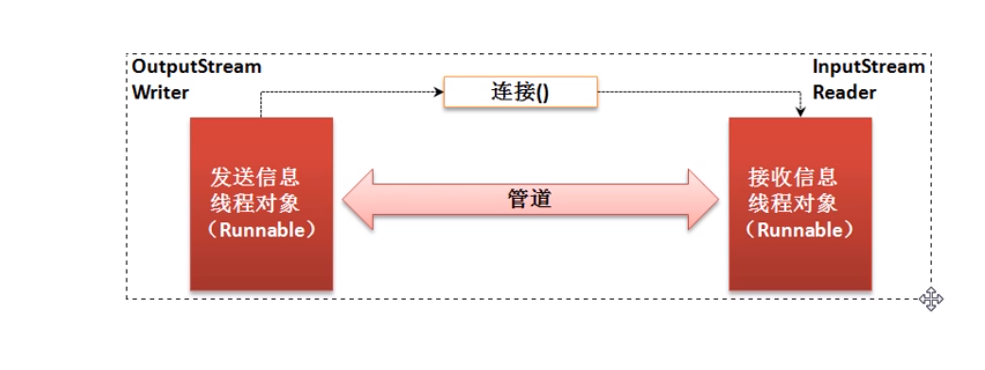 OutputStream
Writer
连接()
InputStream
Reader
发送信息
线程对象
（Runnable）
管道
接收信息
线程对象
（Runnable）